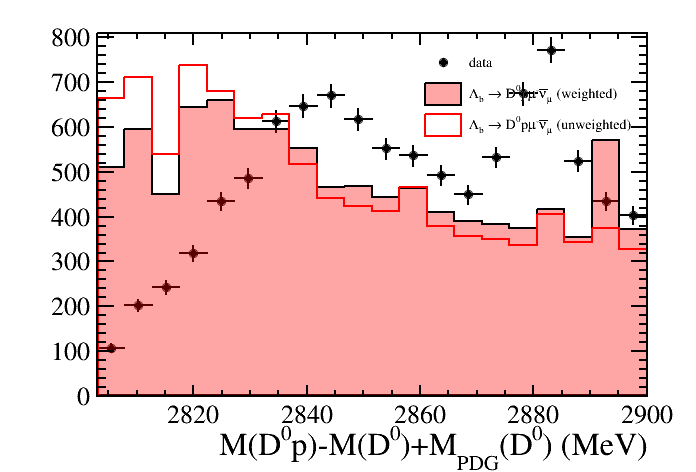 800
700
600
500
400
300
200
100
0
data
Λb → D0pμ ν̄μ (weighted)
Λb → D0pμ ν̄μ (unweighted)
2820 2840 2860 2880 2900
M(D0p)-M(D0)+MPDG(D0) (MeV)